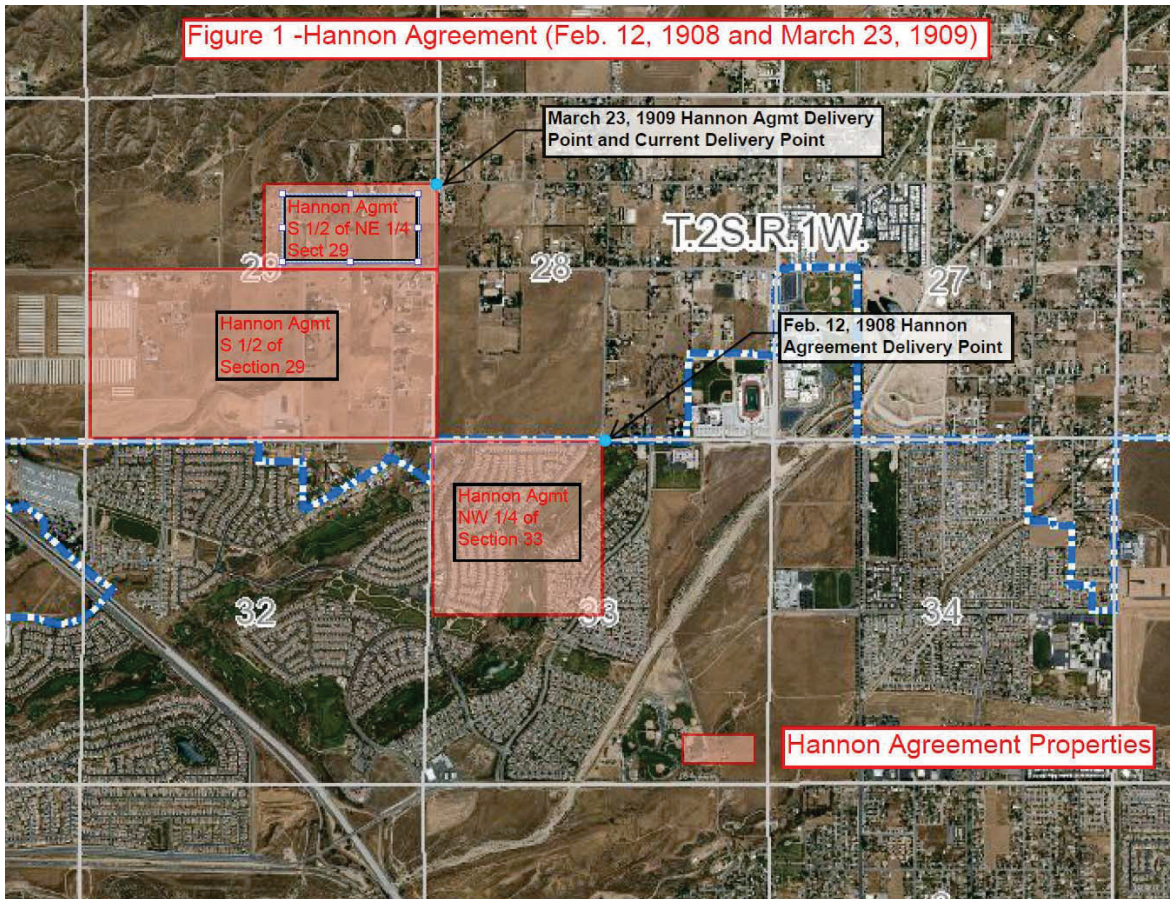 Figure 1 -Hannon Agreement (Feb. 12, 1908 and March 23, 1909)
March 23, 1909 Hannon Agmt Delivery
Point and Current Delivery Point
Hannon Agmt
S 1/2 of NE 1/4
Sect 29
T.2S.R.1W.
29
28
27
Hannon Agmt
S 1/2 of
Section 29
Feb. 12, 1908 Hannon
Agreement Delivery Point
Hannon Agmt
NW 1/4 of
Section 33
32
33
34
Hannon Agreement Properties